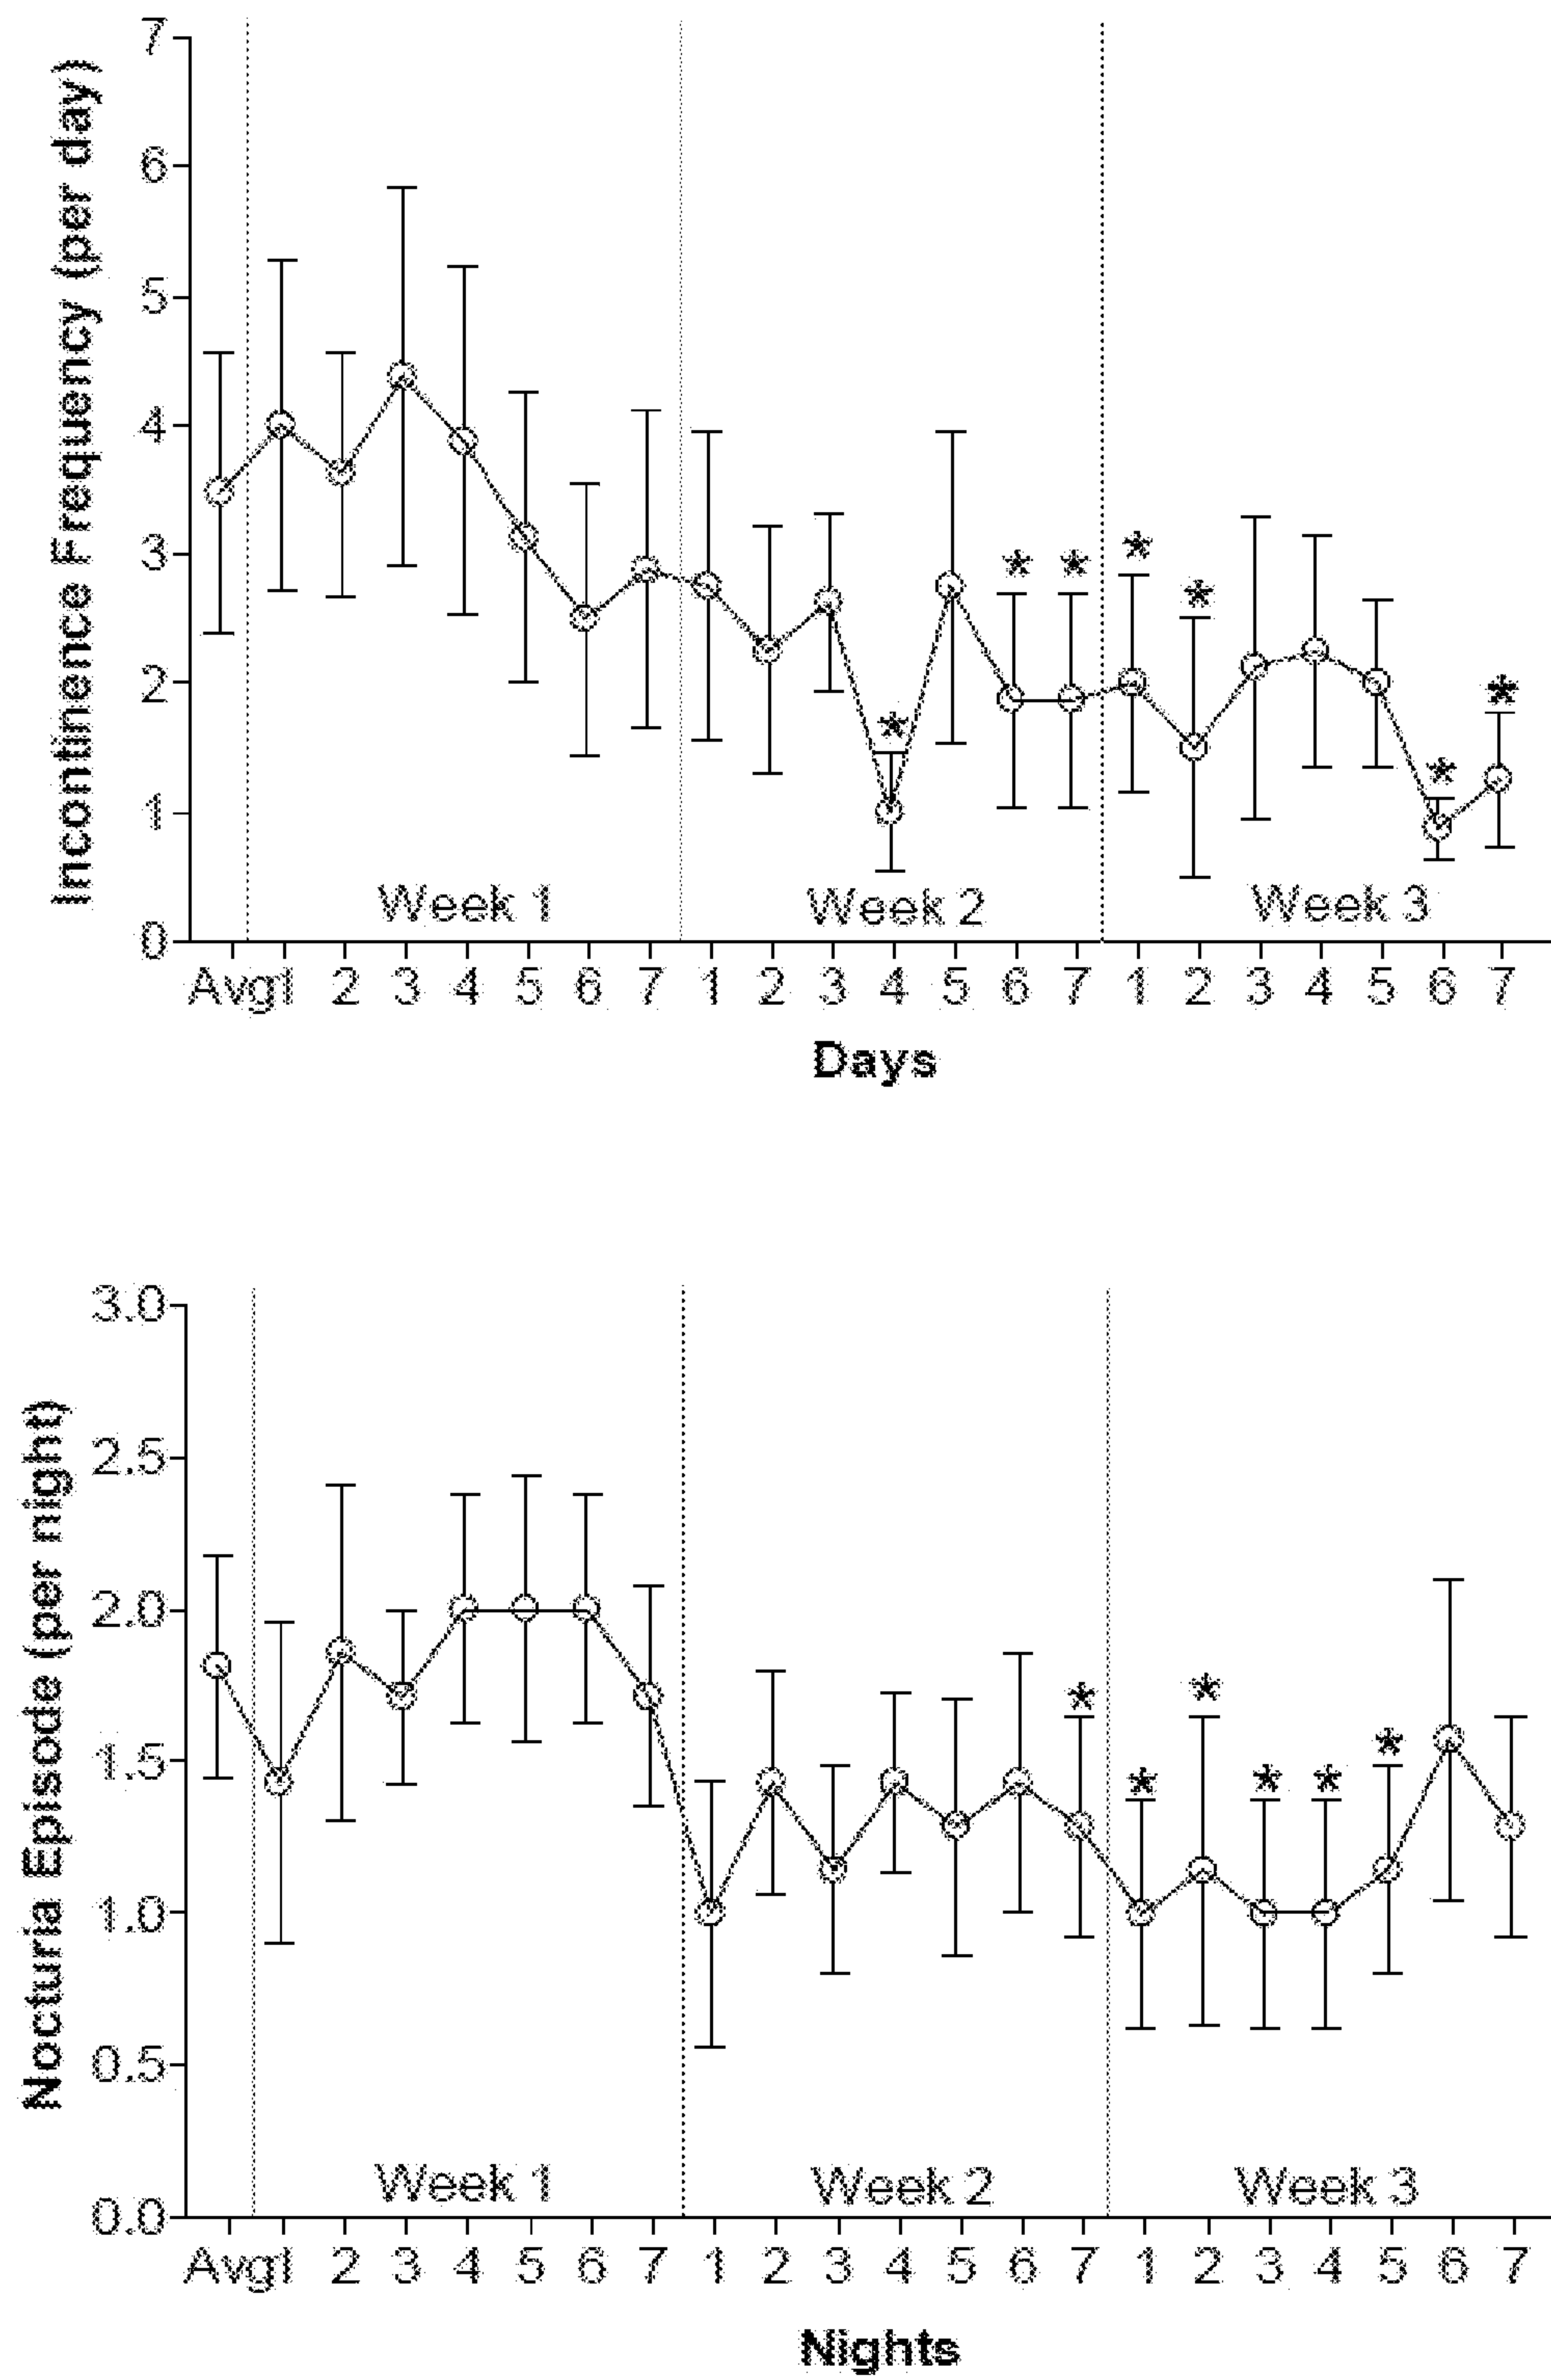 Incontinence Frequency (per day)
7
6
5
4
3
2
1
0
* * * * * * *
Week 1 Week 2 Week 3
Avg1 2 3 4 5 6 7 1 2 3 4 5 6 7 1 2 3 4 5 6 7
Days
Nocturia Episode (per night)
3.0
2.5
2.0
1.5
1.0
0.5
0.0
* * * * * *
Week 1 Week 2 Week 3
Avg1 2 3 4 5 6 7 1 2 3 4 5 6 7 1 2 3 4 5 6 7
Nights